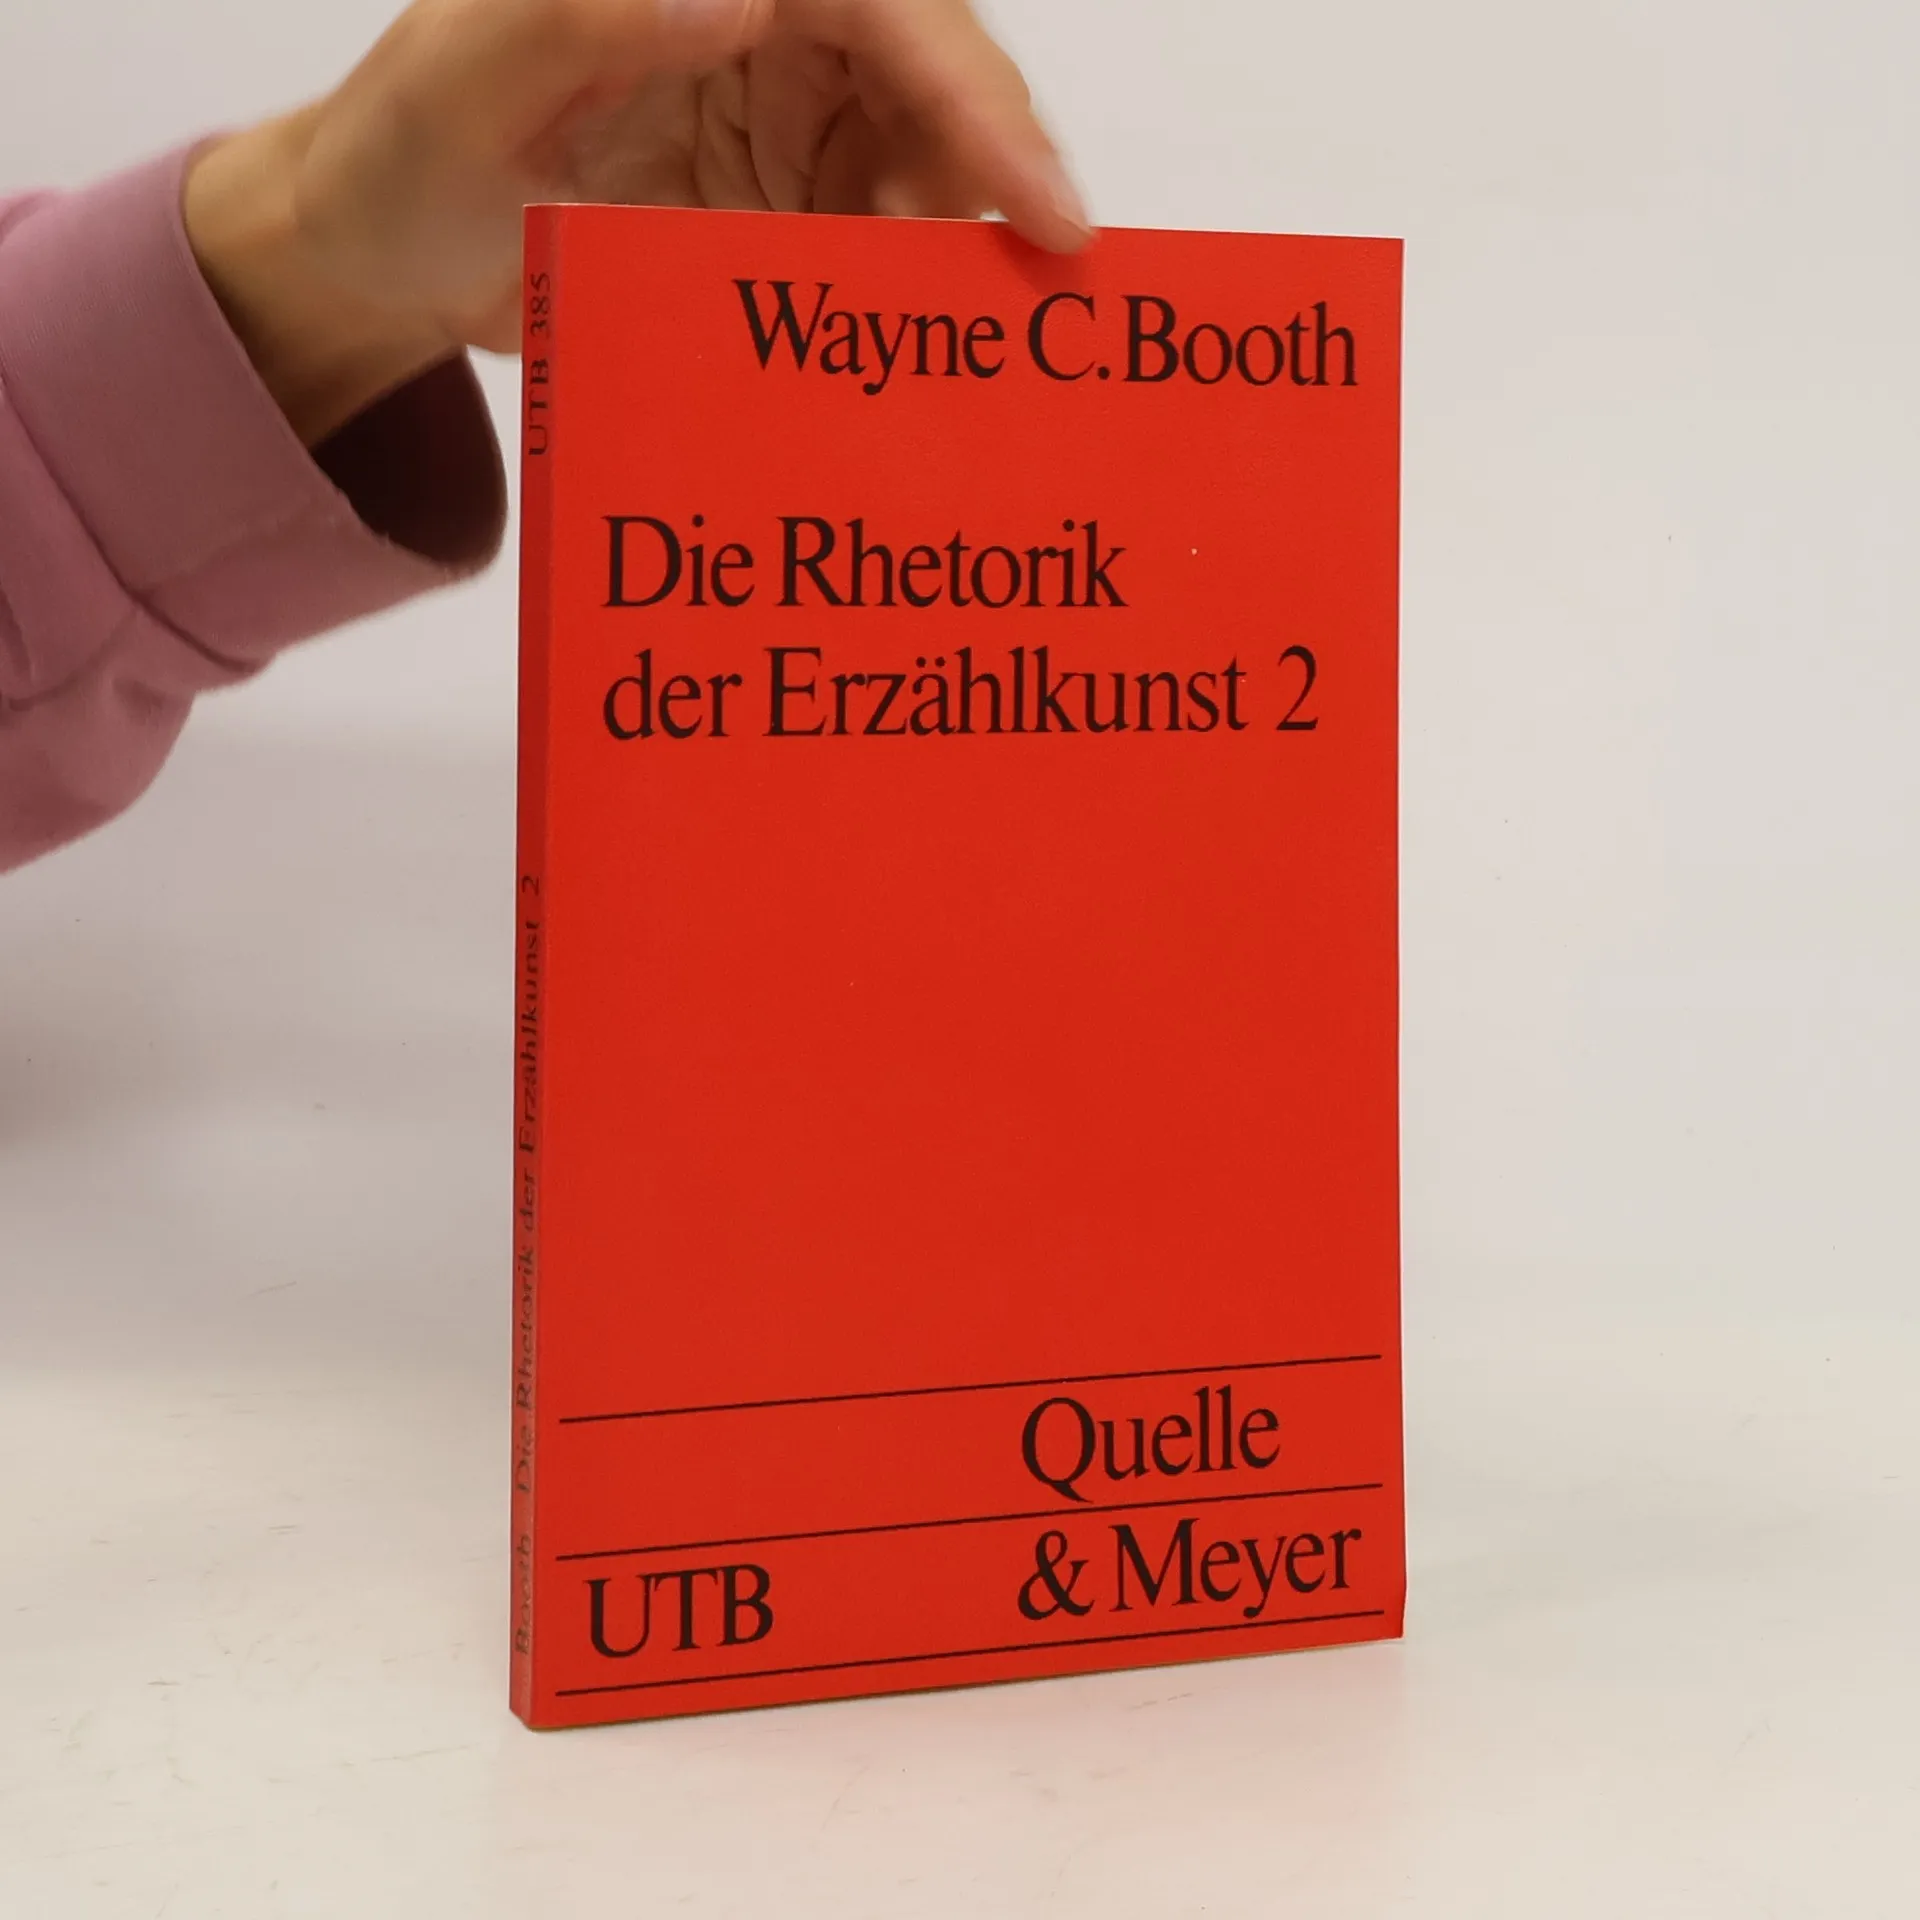 Wayne C. Booth
Die Rhetorik
der Erzählkunst 2
Quelle
& Meyer
UTB
Booth Die Rhetorik der Erzählkunst 2
UTB 385